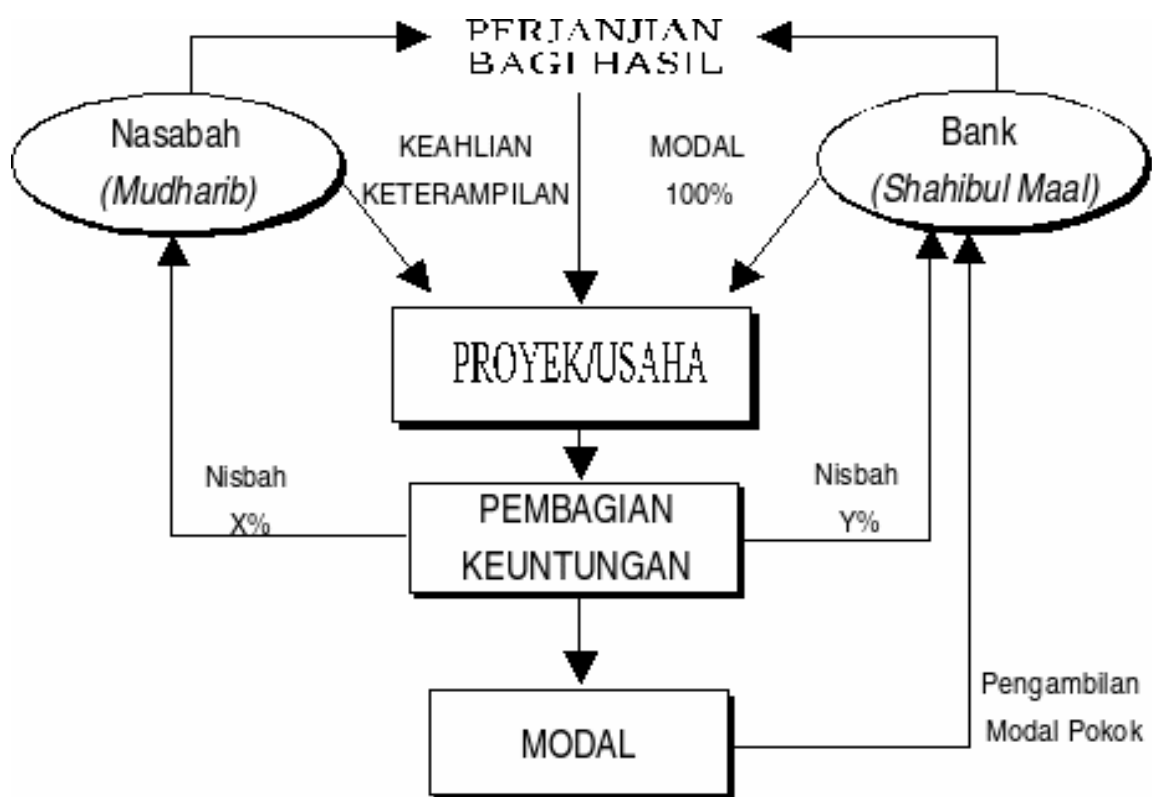 PERJANJIAN
BAGI HASIL
Nasabah
(Mudharib)
KEAHLIAN
KETERAMPILAN
MODAL
100%
Bank
(Shahibul Maal)
PROYEK/USAHA
Nisbah
X%
PEMBAGIAN
KEUNTUNGAN
Nisbah
Y%
MODAL
Pengambilan
Modal Pokok